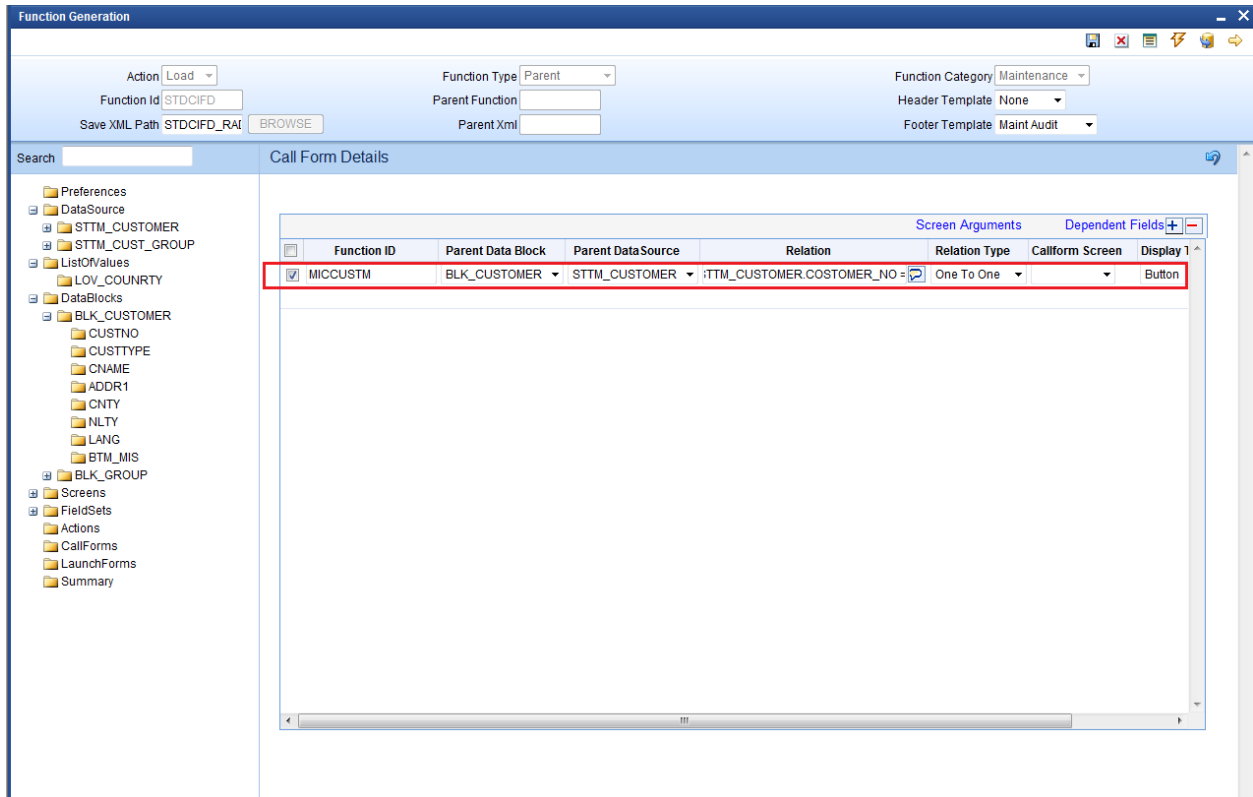 Function Generation
Action Load Function Type Parent Function Category Maintenance
Function Id STDCIFD Parent Function Header Template None
Save XML Path STDCIFD_RAD BROWSE Parent Xml Footer Template Maint Audit
Search Call Form Details
Preferences
DataSource
STTM_CUSTOMER
STTM_CUST_GROUP
ListOfValues
LOV_COUNRTY
DataBlocks
BLK_CUSTOMER
CUSTNO
CUSTTYPE
CNAME
ADDR1
CNTY
NLTY
LANG
BTM_MIS
BLK_GROUP
Screens
FieldSets
Actions
CallForms
LaunchForms
Summary
Screen Arguments Dependent Fields
Function ID Parent Data Block Parent DataSource Relation Relation Type Callform Screen Display T
MICCUSTM BLK_CUSTOMER STTM_CUSTOMER STTM_CUSTOMER.COSTOMER_NO = One To One Button